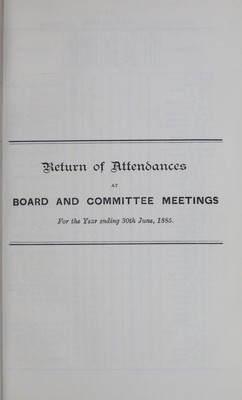 Return of Attendances
AT
BOARD AND COMMITTEE MEETINGS
For the Year ending 30th June, 1885.